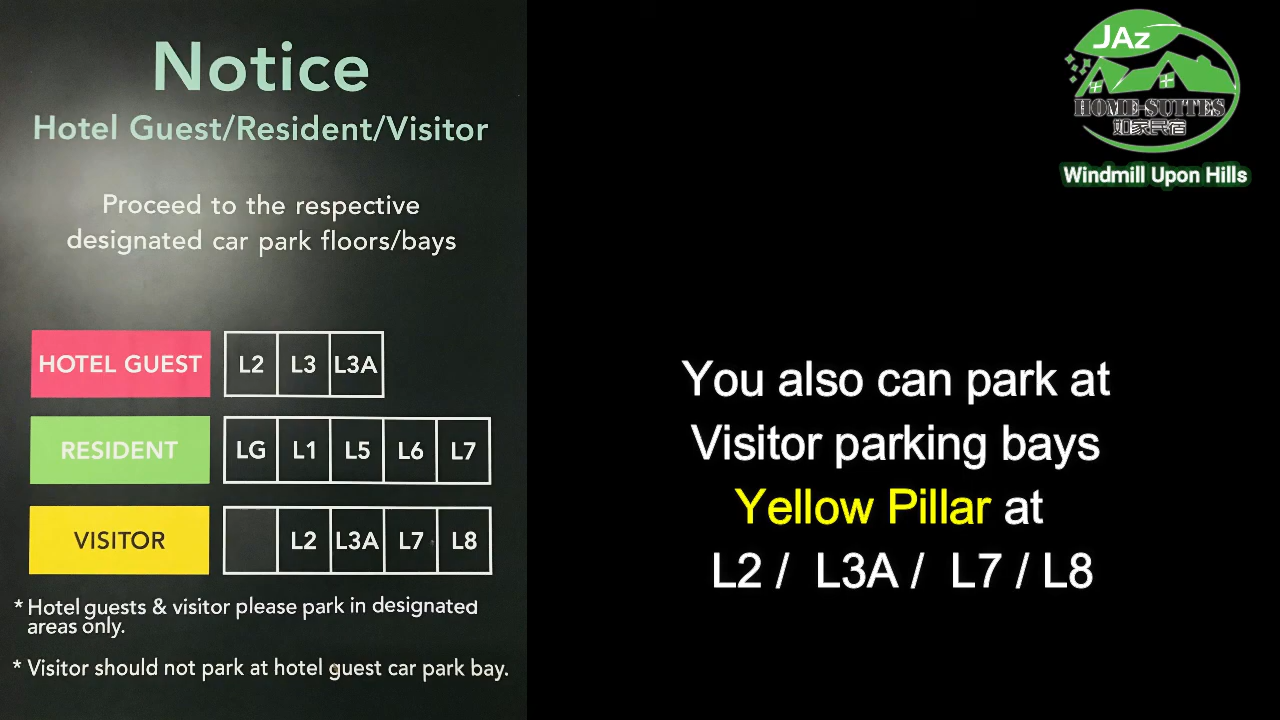 Notice
Hotel Guest/Resident/Visitor
Proceed to the respective
designated car park floors/bays
HOTEL GUEST L2 L3 L3A
RESIDENT LG L1 L5 L6 L7
VISITOR L2 L3A L7 L8
* Hotel guests & visitor please park in designated
areas only.
* Visitor should not park at hotel guest car park bay.
JAz
HOME-SUITES
如家民宿
Windmill Upon Hills
You also can park at
Visitor parking bays
Yellow Pillar at
L2 / L3A / L7 / L8